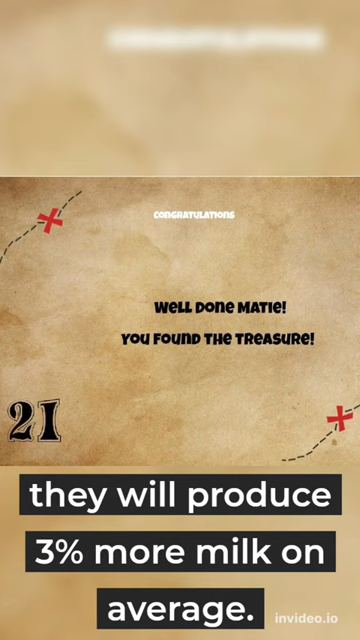 CONGRATULATIONS
Well Done Matie!
You Found The Treasure!
21
they will produce
3% more milk on
average.
invideo.io